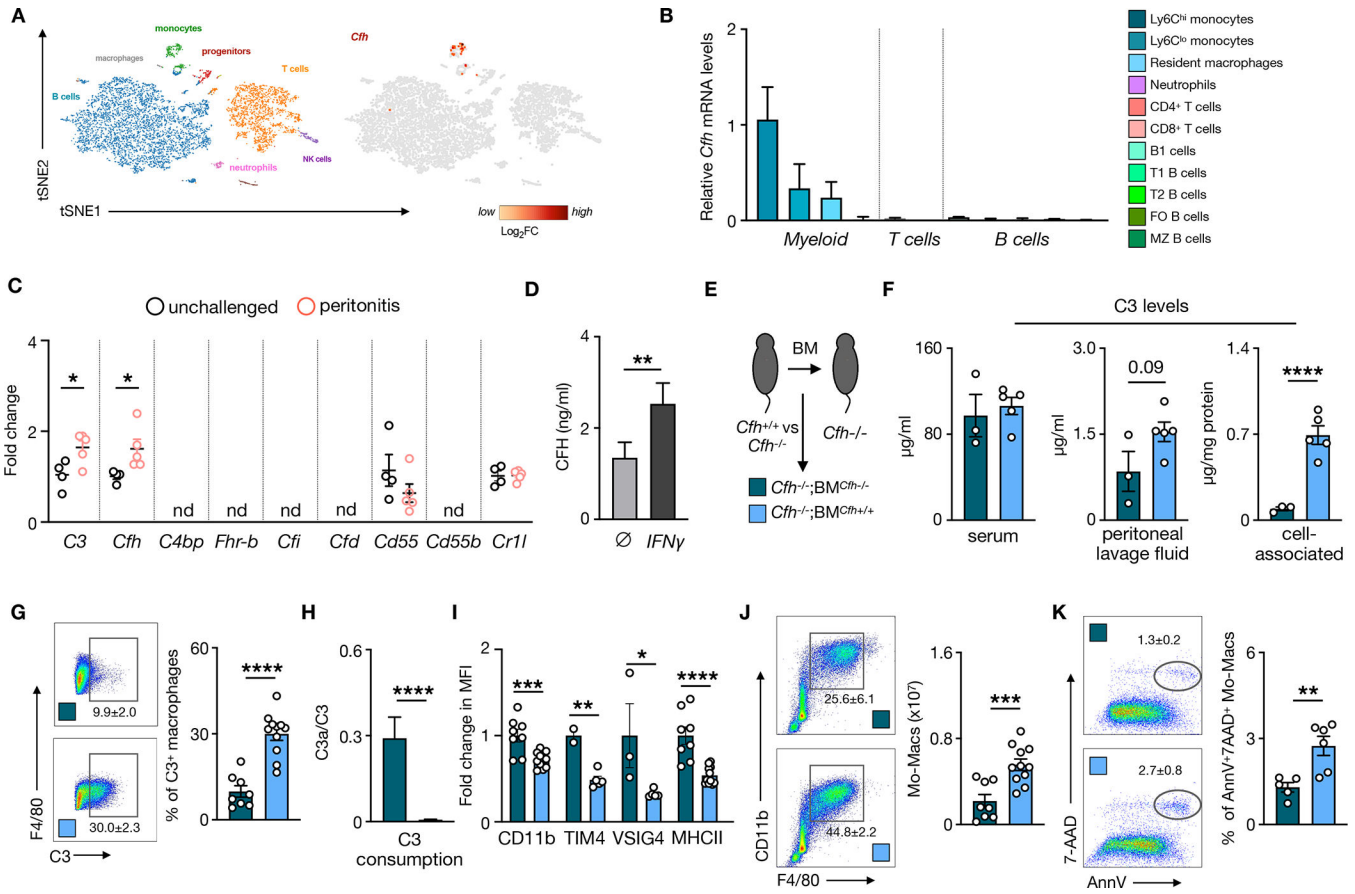 A
monocytes
macrophages
progenitors
B cells
T cells
neutrophils
NK cells
Cfh
tSNE2
tSNE1
low
high
Log₂FC
B
Relative Cfh mRNA levels
1
2
0
Myeloid
T cells
B cells
Ly6Cʰⁱ monocytes
Ly6Cˡᵒ monocytes
Resident macrophages
Neutrophils
CD4⁺ T cells
CD8⁺ T cells
B1 cells
T1 B cells
T2 B cells
FO B cells
MZ B cells
C
unchallenged
peritonitis
Fold change
4
2
0
*
*
nd
nd
nd
nd
nd
C3
Cfh
C4bp
Fhr-b
Cfi
Cfd
Cd55
Cd55b
Cr1l
D
CFH (ng/ml)
4
2
0
**
∅
IFNγ
E
BM
Cfh⁺/⁺ vs
Cfh⁻/⁻
Cfh-/-
Cfh⁻/⁻;BMᶜᶠʰ⁻/⁻
Cfh⁻/⁻;BMᶜᶠʰ⁺/⁺
F
C3 levels
µg/ml
160
80
0
serum
µg/ml
3.0
1.5
0
0.09
peritoneal
lavage fluid
µg/mg protein
1.4
0.7
0
****
cell-
associated
G
F4/80
9.9±2.0
30.0±2.3
C3
% of C3⁺ macrophages
60
30
0
****
H
C3a/C3
0.6
0.3
0
****
C3
consumption
I
Fold change in MFI
2
1
0
***
**
*
****
CD11b
TIM4
VSIG4
MHCII
J
CD11b
25.6±6.1
44.8±2.2
F4/80
Mo-Macs (x10⁷)
1.6
0.8
0
***
K
7-AAD
1.3±0.2
2.7±0.8
AnnV
% of AnnV⁺7AAD⁺ Mo-Macs
6
3
0
**